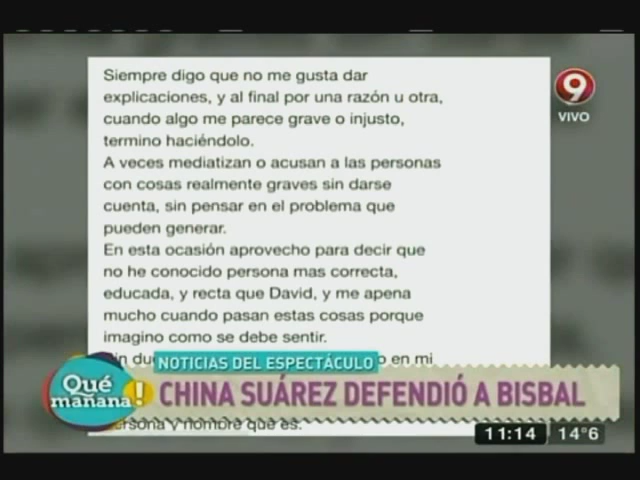 Siempre digo que no me gusta dar
explicaciones, y al final por una razón u otra,
cuando algo me parece grave o injusto,
termino haciéndolo.
A veces mediatizan o acusan a las personas
con cosas realmente graves sin darse
cuenta, sin pensar en el problema que
pueden generar.
En esta ocasión aprovecho para decir que
no he conocido persona mas correcta,
educada, y recta que David, y me apena
mucho cuando pasan estas cosas porque
imagino como se debe sentir.
en mi
persona y nombre que es.
9
VIVO
NOTICIAS DEL ESPECTÁCULO
Qué mañana!
CHINA SUÁREZ DEFENDIÓ A BISBAL
11:14 14°6